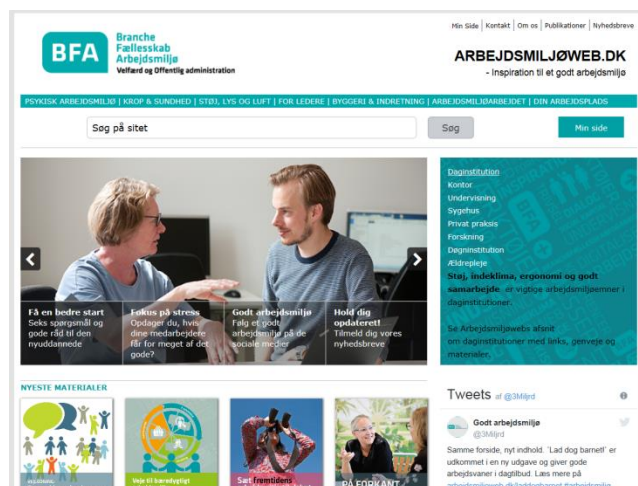 Min Side | Kontakt | Om os | Publikationer | Nyhedsbreve
BFA
Branche
Fællesskab
Arbejdsmiljø
Velfærd og Offentlig administration
ARBEJDSMILJØWEB.DK
- Inspiration til et godt arbejdsmiljø
PSYKISK ARBEJDSMILJØ | KROP & SUNDHED | STØJ, LYS OG LUFT | FOR LEDERE | BYGGERI & INDRETNING | ARBEJDSMILJØARBEJDET | DIN ARBEJDSPLADS
Søg på sitet
Søg
Min side
Få en bedre start
Seks spørgsmål og
gode råd til den
nyuddannede
Fokus på stress
Opdager du, hvis
dine medarbejdere
får for meget af det
gode?
Godt arbejdsmiljø
Følg et godt
arbejdsmiljø på de
sociale medier
Hold dig
opdateret!
Tilmeld dig vores
nyhedsbreve
Daginstitution
Kontor
Undervisning
Sygehus
Privat praksis
Forskning
Døgninstitution
Ældrepleje
Støj, indeklima, ergonomi og godt
samarbejde er vigtige arbejdsmiljøemner i
daginstitutioner.
Se Arbejdsmiljøwebs afsnit
om daginstitutioner med links, genveje og
materialer.
NYESTE MATERIALER
Veje til bæredygtigt
Sæt fremtidens
PÅ FORKANT
Tweets af @3Miljrd
Godt arbejdsmiljø
@3Miljrd
Samme forside, nyt indhold. `Lad dog barnet!´ er
udkommet i en ny udgave og giver gode
arbejdsvaner i dagtilbud. Læs mere på